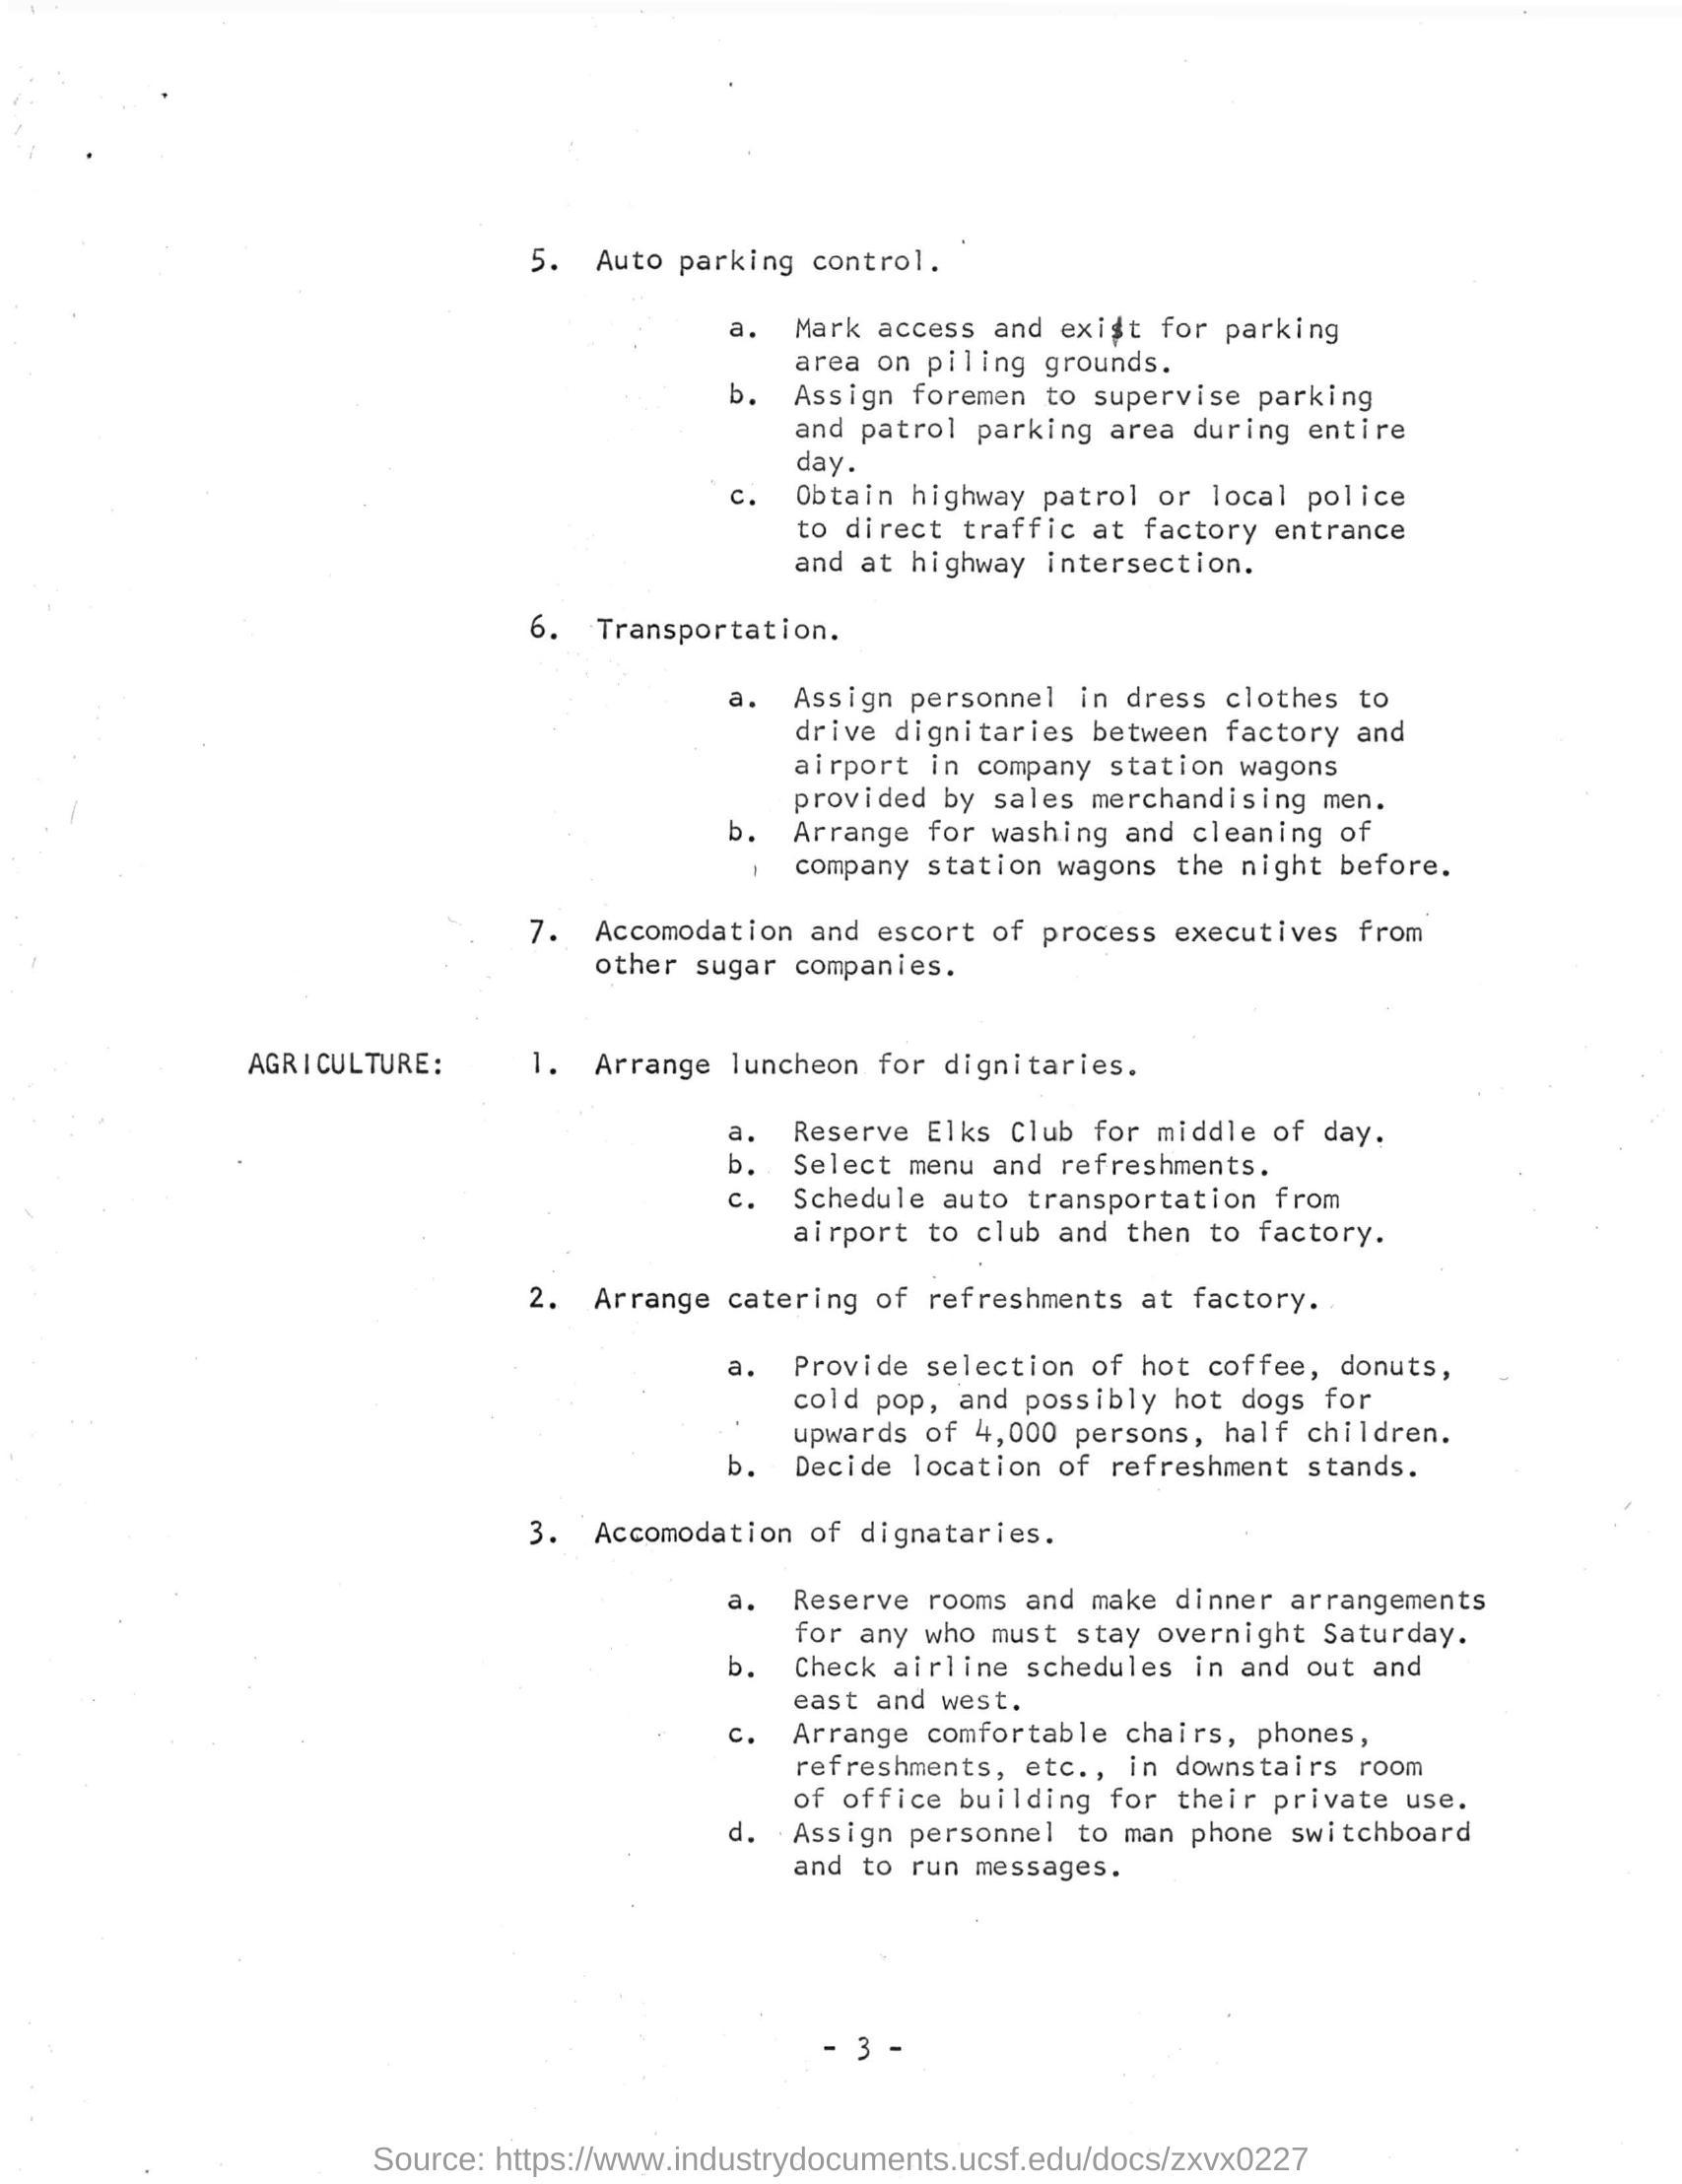 5. Auto parking control.
a. Mark access and exist for parking
area on piling grounds.
b. Assign foremen to supervise parking
and patrol parking area during entire
day.
c. Obtain highway patrol or local police
to direct traffic at factory entrance
and at highway intersection.
6. Transportation.
a. Assign personnel in dress clothes to
drive dignitaries between factory and
airport in company station wagons
provided by sales merchandising men.
b. Arrange for washing and cleaning of
company station wagons the night before.
7. Accomodation and escort of process executives from
other sugar companies.
AGRICULTURE: 1. Arrange luncheon for dignitaries.
a. Reserve Elks Club for middle of day.
b. Select menu and refreshments.
c. Schedule auto transportation from
airport to club and then to factory.
2. Arrange catering of refreshments at factory.
a. Provide selection of hot coffee, donuts,
cold pop, and possibly hot dogs for
upwards of 4,000 persons, half children.
b. Decide location of refreshment stands.
3. Accomodation of dignataries.
a. Reserve rooms and make dinner arrangements
for any who must stay overnight Saturday.
b. Check airline schedules in and out and
east and west.
c. Arrange comfortable chairs, phones,
refreshments, etc., in downstairs room
of office building for their private use.
d. Assign personnel to man phone switchboard
and to run messages.
- 3 -
Source: https://www.industrydocuments.ucsf.edu/docs/zxvx0227